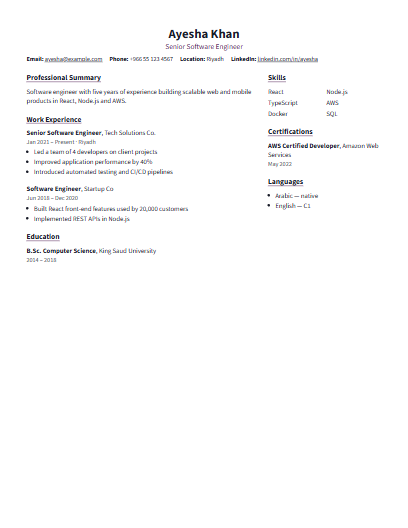 Ayesha Khan
Senior Software Engineer
Email: ayesha@example.com Phone: +966 55 123 4567 Location: Riyadh LinkedIn: linkedin.com/in/ayesha
Professional Summary
Software engineer with five years of experience building scalable web and mobile
products in React, Node.js and AWS.
Work Experience
Senior Software Engineer, Tech Solutions Co.
Jan 2021 – Present · Riyadh
• Led a team of 4 developers on client projects
• Improved application performance by 40%
• Introduced automated testing and CI/CD pipelines
Software Engineer, Startup Co
Jun 2018 – Dec 2020
• Built React front-end features used by 20,000 customers
• Implemented REST APIs in Node.js
Education
B.Sc. Computer Science, King Saud University
2014 – 2018
Skills
React Node.js
TypeScript AWS
Docker SQL
Certifications
AWS Certified Developer, Amazon Web
Services
May 2022
Languages
• Arabic — native
• English — C1